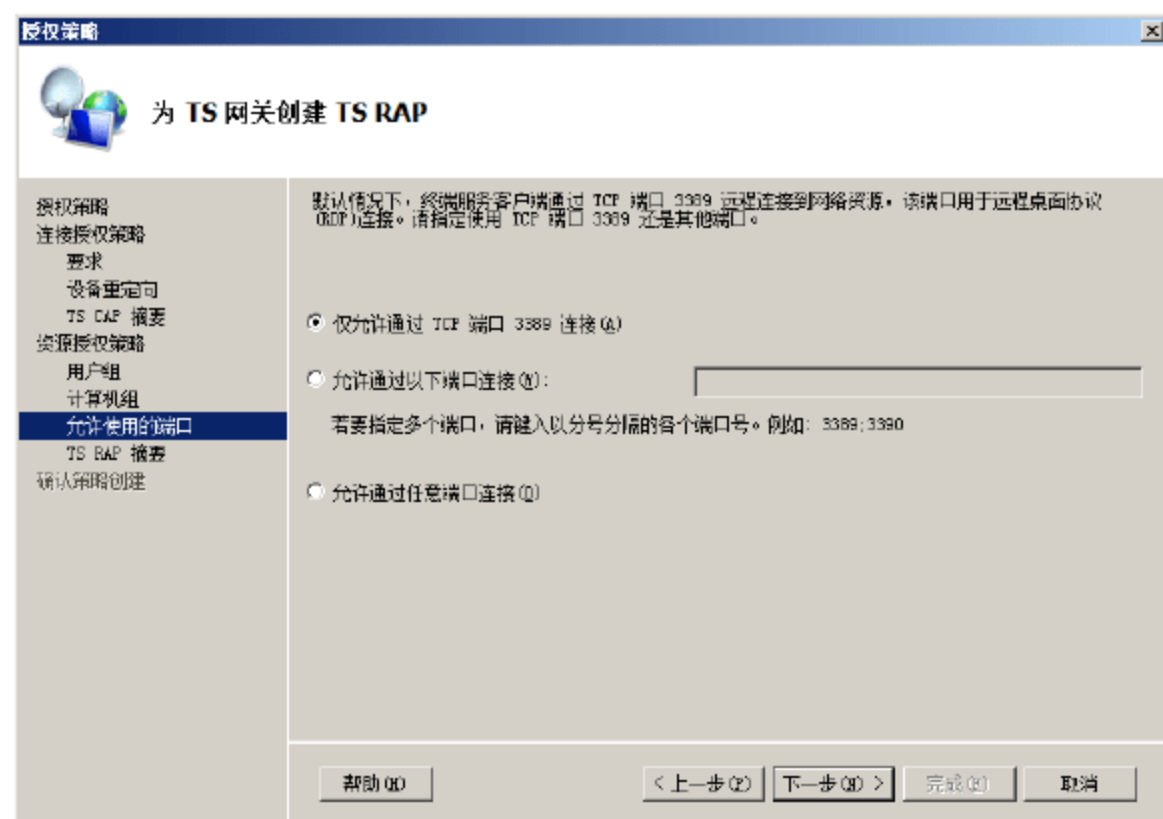 授权策略
为 TS 网关创建 TS RAP
授权策略
连接授权策略
要求
设备重定向
TS CAP 摘要
资源授权策略
用户组
计算机组
允许使用的端口
TS RAP 摘要
确认策略创建
默认情况下，终端服务客户端通过 TCP 端口 3389 远程连接到网络资源。该端口用于远程桌面协议
(RDP)连接。请指定使用 TCP 端口 3389 还是其他端口。
仅允许通过 TCP 端口 3389 连接(A)
允许通过以下端口连接(W):
若要指定多个端口，请键入以分号分隔的各个端口号。例如: 3389;3390
允许通过任意端口连接(O)
帮助(H)
< 上一步(P)
下一步(N) >
完成(F)
取消